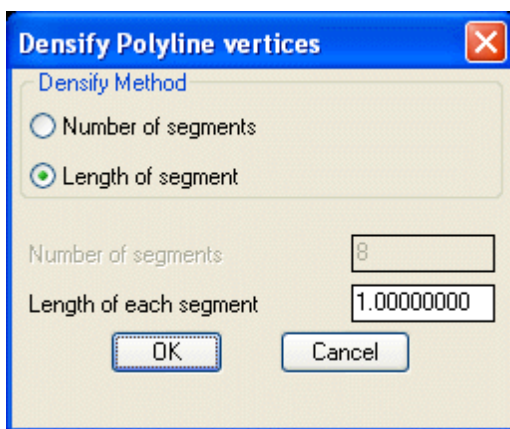 Densify Polyline vertices
Densify Method
Number of segments
Length of segment
Number of segments 8
Length of each segment 1.00000000
OK Cancel